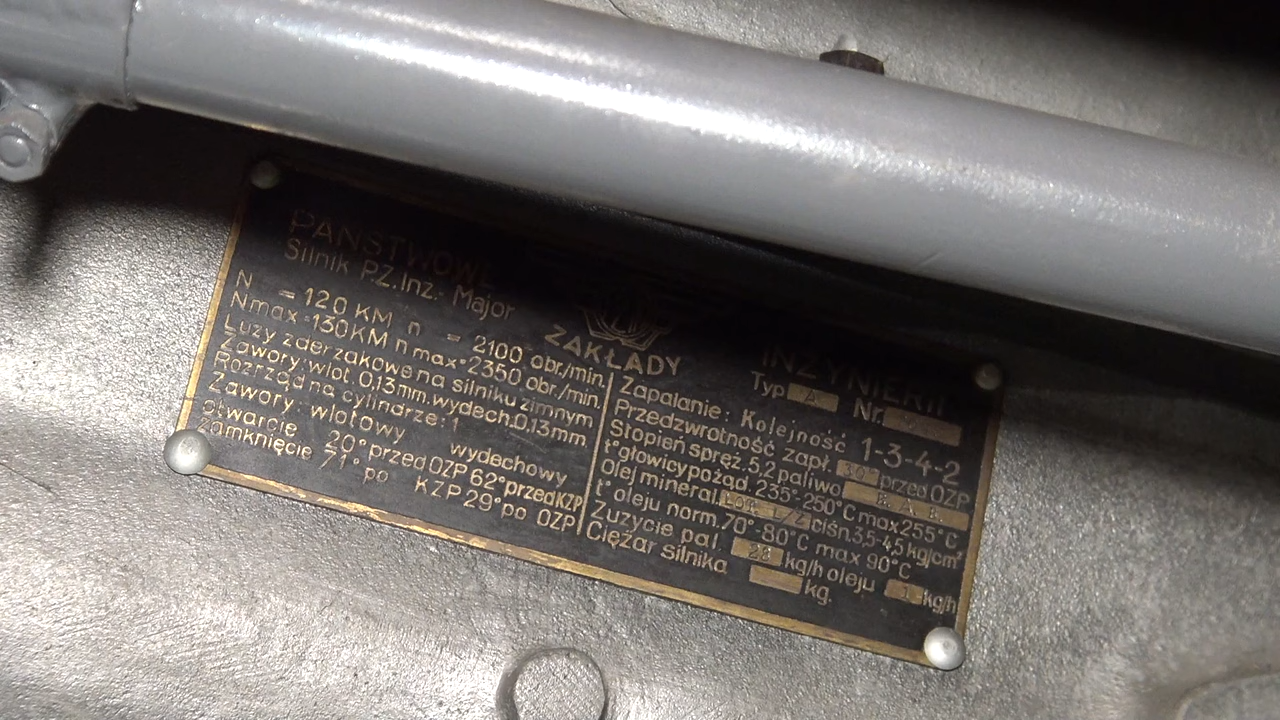 PAŃSTWOWE ZAKŁADY INŻYNIERII
Silnik P.Z.Inż.- Major
Typ A Nr.
N = 120 KM n = 2100 obr./min.
Nmax=130KM n max=2350 obr./min.
Luzy zderzakowe na silniku zimnym
Zawory: wlot. 0,13mm. wydech. 0,13mm
Rozrząd na cylindrze: 1
Zawory: wlotowy wydechowy
otwarcie 20° przed OZP 62° przed KZP
zamknięcie 71° po KZP 29° po OZP
Zapalanie: Kolejność 1-3-4-2
Przedzwrotność zapł. 30° przed OZP
Stopień spręż. 5,2 paliwo
t° głowicy pożąd. 235°-250°C max 255°C
Olej mineral. ciśn. 3,5-4,5 kg/cm²
t° oleju norm. 70°-80°C max 90°C
Zużycie pal. 28 kg/h oleju 1 kg/h
Ciężar silnika kg.